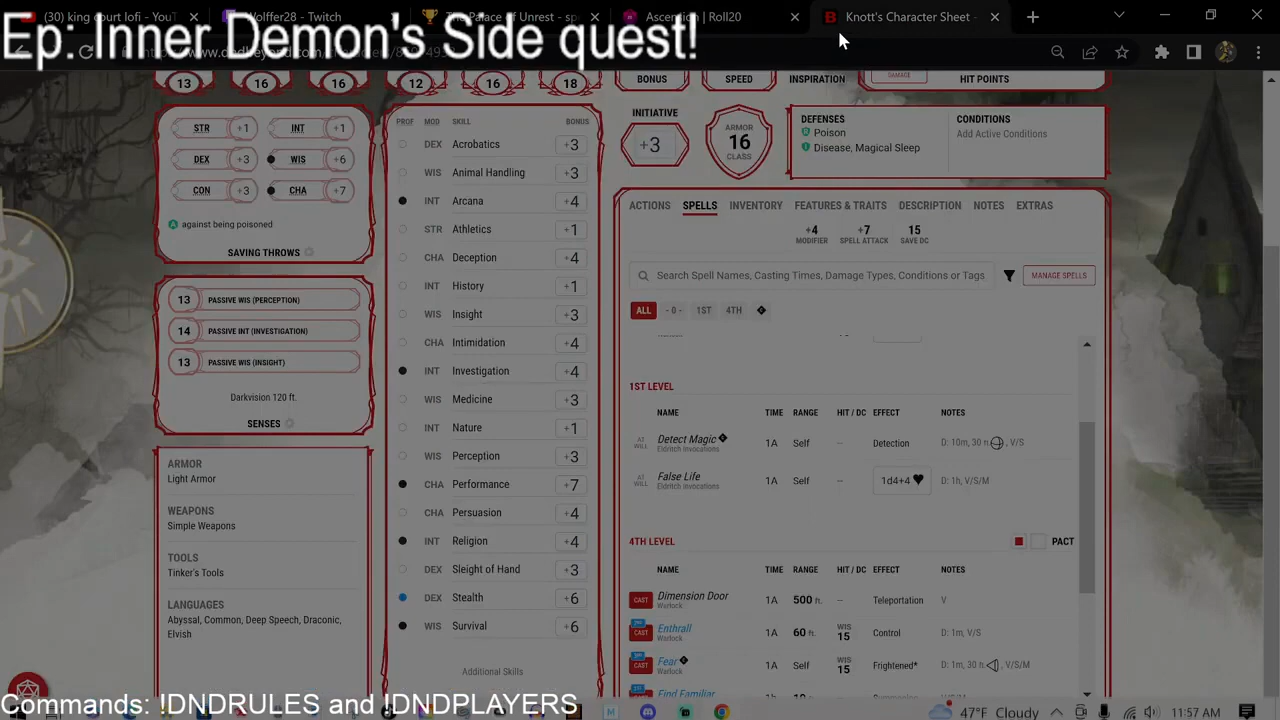 (30) king court lofi - YouT
Wolffer28 - Twitch
The Palace of Unrest - sp
Ascention | Roll20
Knott's Character Sheet -
Ep: Inner Demon's Side quest!
13 16 16 12 16 18
BONUS SPEED INSPIRATION DAMAGE HIT POINTS
STR +1 INT +1
DEX +3 WIS +6
CON +3 CHA +7
against being poisoned
SAVING THROWS
13 PASSIVE WIS (PERCEPTION)
14 PASSIVE INT (INVESTIGATION)
13 PASSIVE WIS (INSIGHT)
Darkvision 120 ft.
SENSES
ARMOR
Light Armor
WEAPONS
Simple Weapons
TOOLS
Tinker's Tools
LANGUAGES
Abyssal, Common, Deep Speech, Draconic,
Elvish
PROF MOD SKILL BONUS
DEX Acrobatics +3
WIS Animal Handling +3
INT Arcana +4
STR Athletics +1
CHA Deception +4
INT History +1
WIS Insight +3
CHA Intimidation +4
INT Investigation +4
WIS Medicine +3
INT Nature +1
WIS Perception +3
CHA Performance +7
CHA Persuasion +4
INT Religion +4
DEX Sleight of Hand +3
DEX Stealth +6
WIS Survival +6
Additional Skills
INITIATIVE
+3
ARMOR
16
CLASS
DEFENSES
Poison
Disease, Magical Sleep
CONDITIONS
Add Active Conditions
ACTIONS SPELLS INVENTORY FEATURES & TRAITS DESCRIPTION NOTES EXTRAS
+4 +7 15
MODIFIER SPELL ATTACK SAVE DC
Search Spell Names, Casting Times, Damage Types, Conditions or Tags
MANAGE SPELLS
ALL - 0 - 1ST 4TH
1ST LEVEL
NAME TIME RANGE HIT / DC EFFECT NOTES
AT WILL Detect Magic 1A Self -- Detection D: 10m, 30 ft. , V/S
Eldritch Invocations
AT WILL False Life 1A Self -- 1d4+4 D: 1h, V/S/M
Eldritch Invocations
4TH LEVEL PACT
NAME TIME RANGE HIT / DC EFFECT NOTES
CAST Dimension Door 1A 500 ft. -- Teleportation V
Warlock
CAST Enthrall 1A 60 ft. WIS 15 Control D: 1m, V/S
Warlock
CAST Fear 1A Self WIS 15 Frightened* D: 1m, 30 ft. , V/S/M
Warlock
Find Familiar
Commands: !DNDRULES and !DNDPLAYERS
47°F Cloudy
11:57 AM